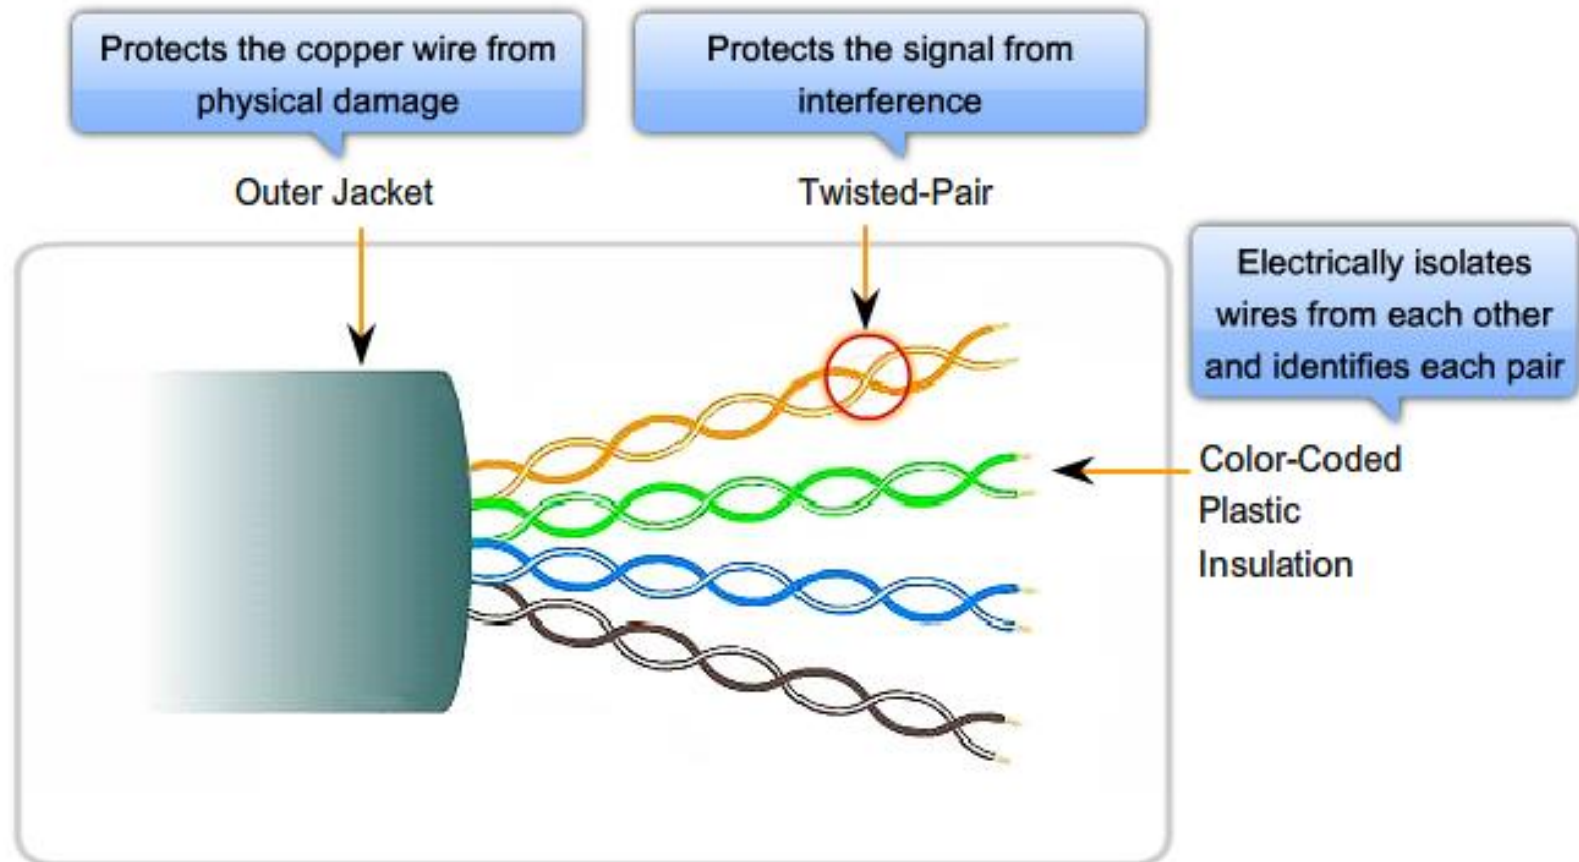 Protects the copper wire from
physical damage
Outer Jacket
Protects the signal from
interference
Twisted-Pair
Electrically isolates
wires from each other
and identifies each pair
Color-Coded
Plastic
Insulation